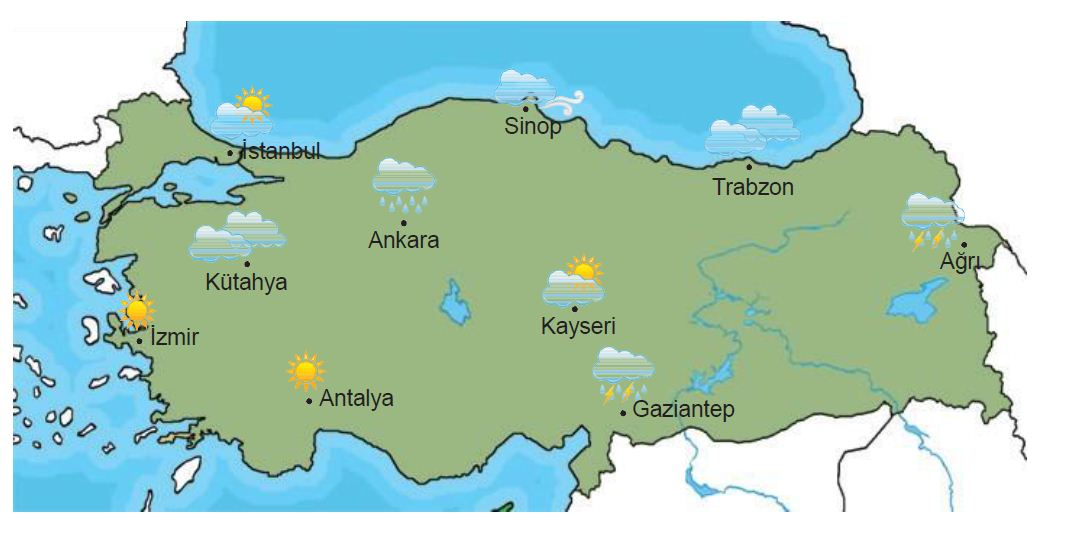 Sinop
İstanbul
Trabzon
Ankara
Ağrı
Kütahya
Kayseri
İzmir
Antalya
Gaziantep